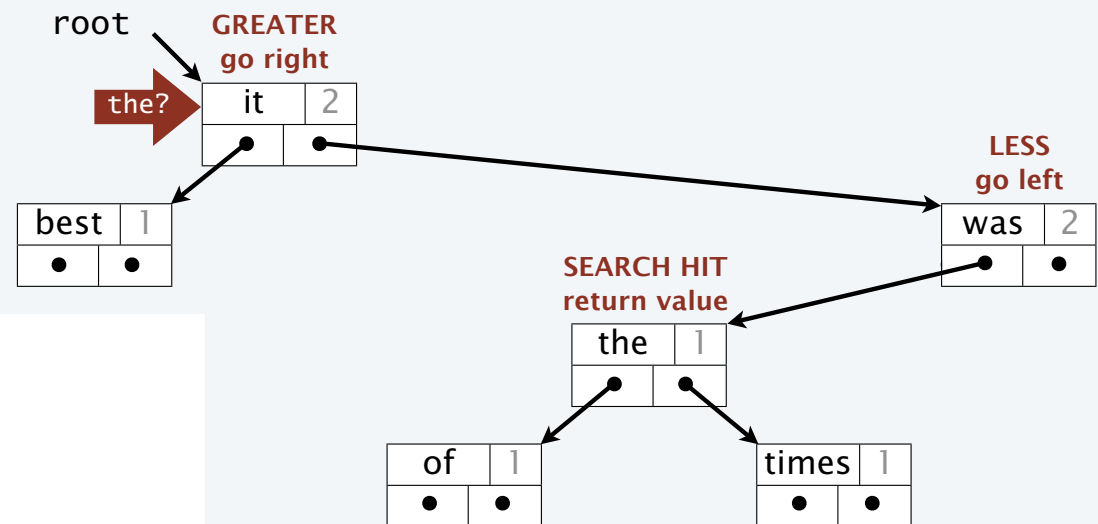 root
GREATER
go right
the?
it 2
LESS
go left
best 1
was 2
SEARCH HIT
return value
the 1
of 1
times 1